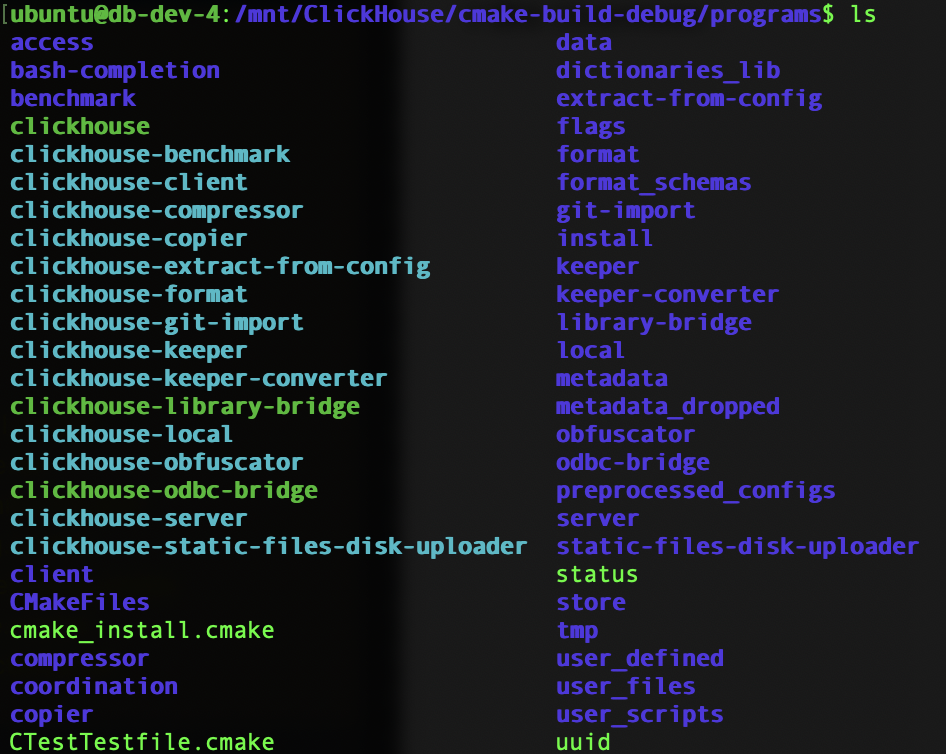 [ubuntu@db-dev-4:/mnt/ClickHouse/cmake-build-debug/programs$ ls
access data
bash-completion dictionaries_lib
benchmark extract-from-config
clickhouse flags
clickhouse-benchmark format
clickhouse-client format_schemas
clickhouse-compressor git-import
clickhouse-copier install
clickhouse-extract-from-config keeper
clickhouse-format keeper-converter
clickhouse-git-import library-bridge
clickhouse-keeper local
clickhouse-keeper-converter metadata
clickhouse-library-bridge metadata_dropped
clickhouse-local obfuscator
clickhouse-obfuscator odbc-bridge
clickhouse-odbc-bridge preprocessed_configs
clickhouse-server server
clickhouse-static-files-disk-uploader static-files-disk-uploader
client status
CMakeFiles store
cmake_install.cmake tmp
compressor user_defined
coordination user_files
copier user_scripts
CTestTestfile.cmake uuid